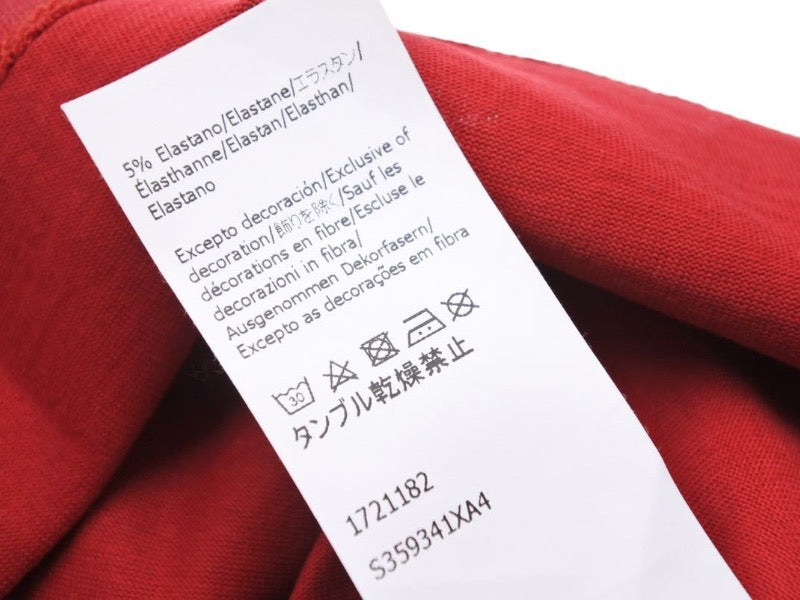 5% Elastano/Elastane/エラスタン/
Élasthanne/Elastan/Elasthan/
Elastano
Excepto decoración/Exclusive of
decoration/飾りを除く/Sauf les
décorations en fibre/Escluse le
decorazioni in fibra/
Ausgenommen Dekorfasern/
Excepto as decorações em fibra
30
タンブル乾燥禁止
1721182
S359341XA4